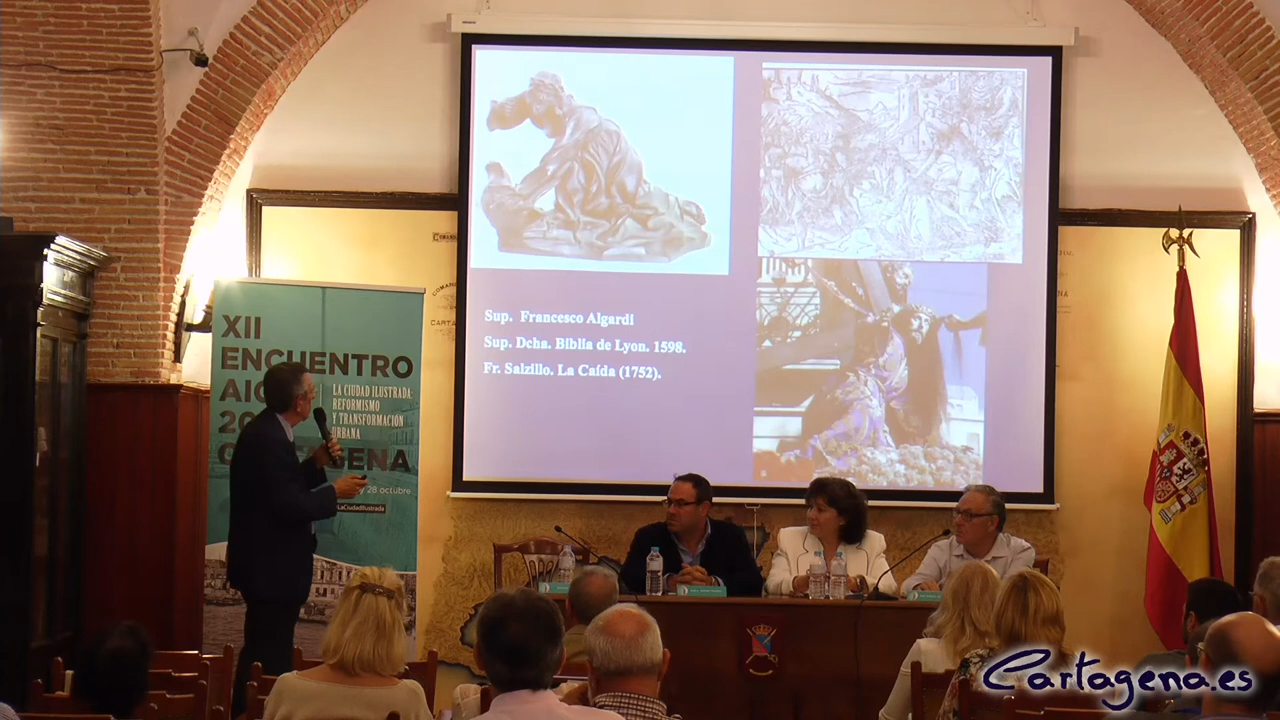 Sup. Francesco Algardi
Sup. Dcha. Biblia de Lyon. 1598.
Fr. Salzillo. La Caída (1752).
XII
ENCUENTRO
LA CIUDAD ILUSTRADA:
REFORMISMO
Y TRANSFORMACIÓN
URBANA
y 28 octubre
LaCiudadIlustrada
Cartagena.es